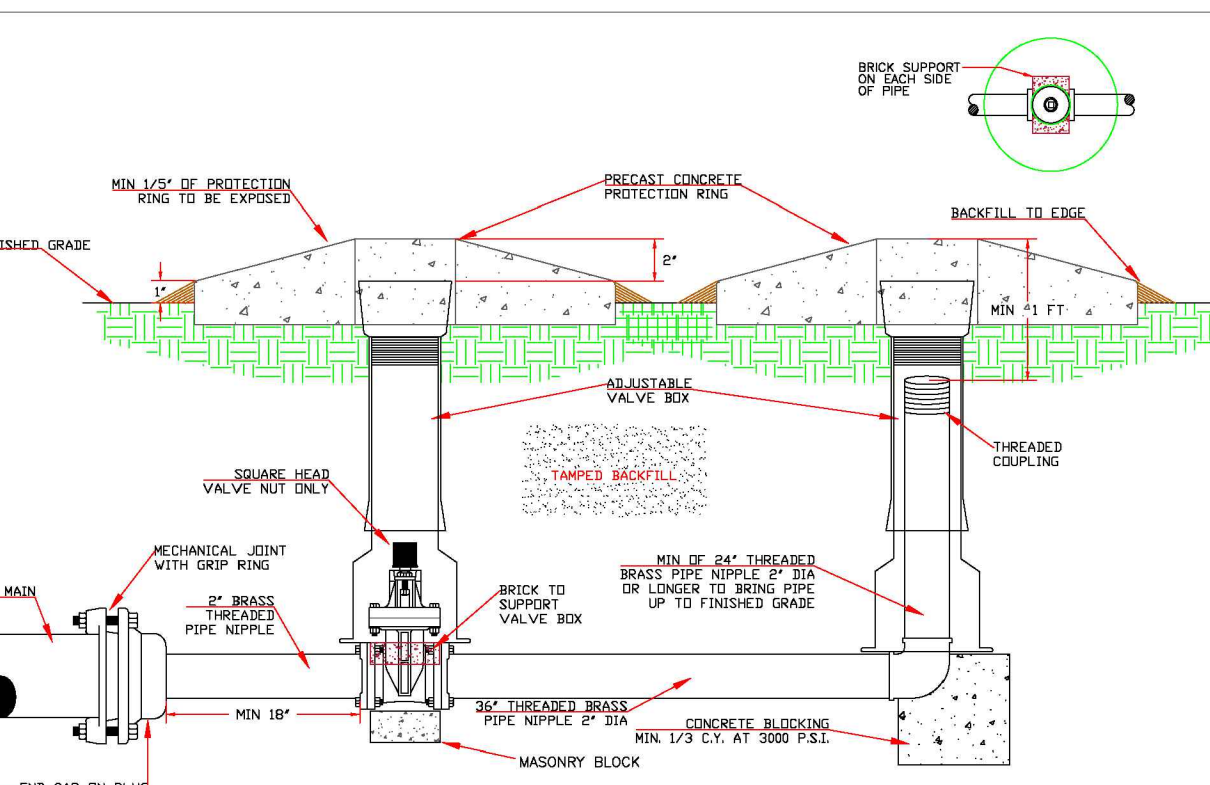 BRICK SUPPORT
ON EACH SIDE
OF PIPE
MIN 1/5" OF PROTECTION
RING TO BE EXPOSED
PRECAST CONCRETE
PROTECTION RING
BACKFILL TO EDGE
GRADE
2"
1"
MIN. 1 FT.
ADJUSTABLE
VALVE BOX
THREADED
COUPLING
TAMPED BACKFILL
SQUARE HEAD
VALVE NUT ONLY
MECHANICAL JOINT
WITH GRIP RING
MIN OF 24" THREADED
BRASS PIPE NIPPLE 2" DIA
OR LONGER TO BRING PIPE
UP TO FINISHED GRADE
MAIN
2" BRASS
THREADED
PIPE NIPPLE
BRICK TO
SUPPORT
VALVE BOX
MIN 18"
36" THREADED BRASS
PIPE NIPPLE 2" DIA
CONCRETE BLOCKING
MIN. 1/3 C.Y. AT 3000 P.S.I.
MASONRY BLOCK